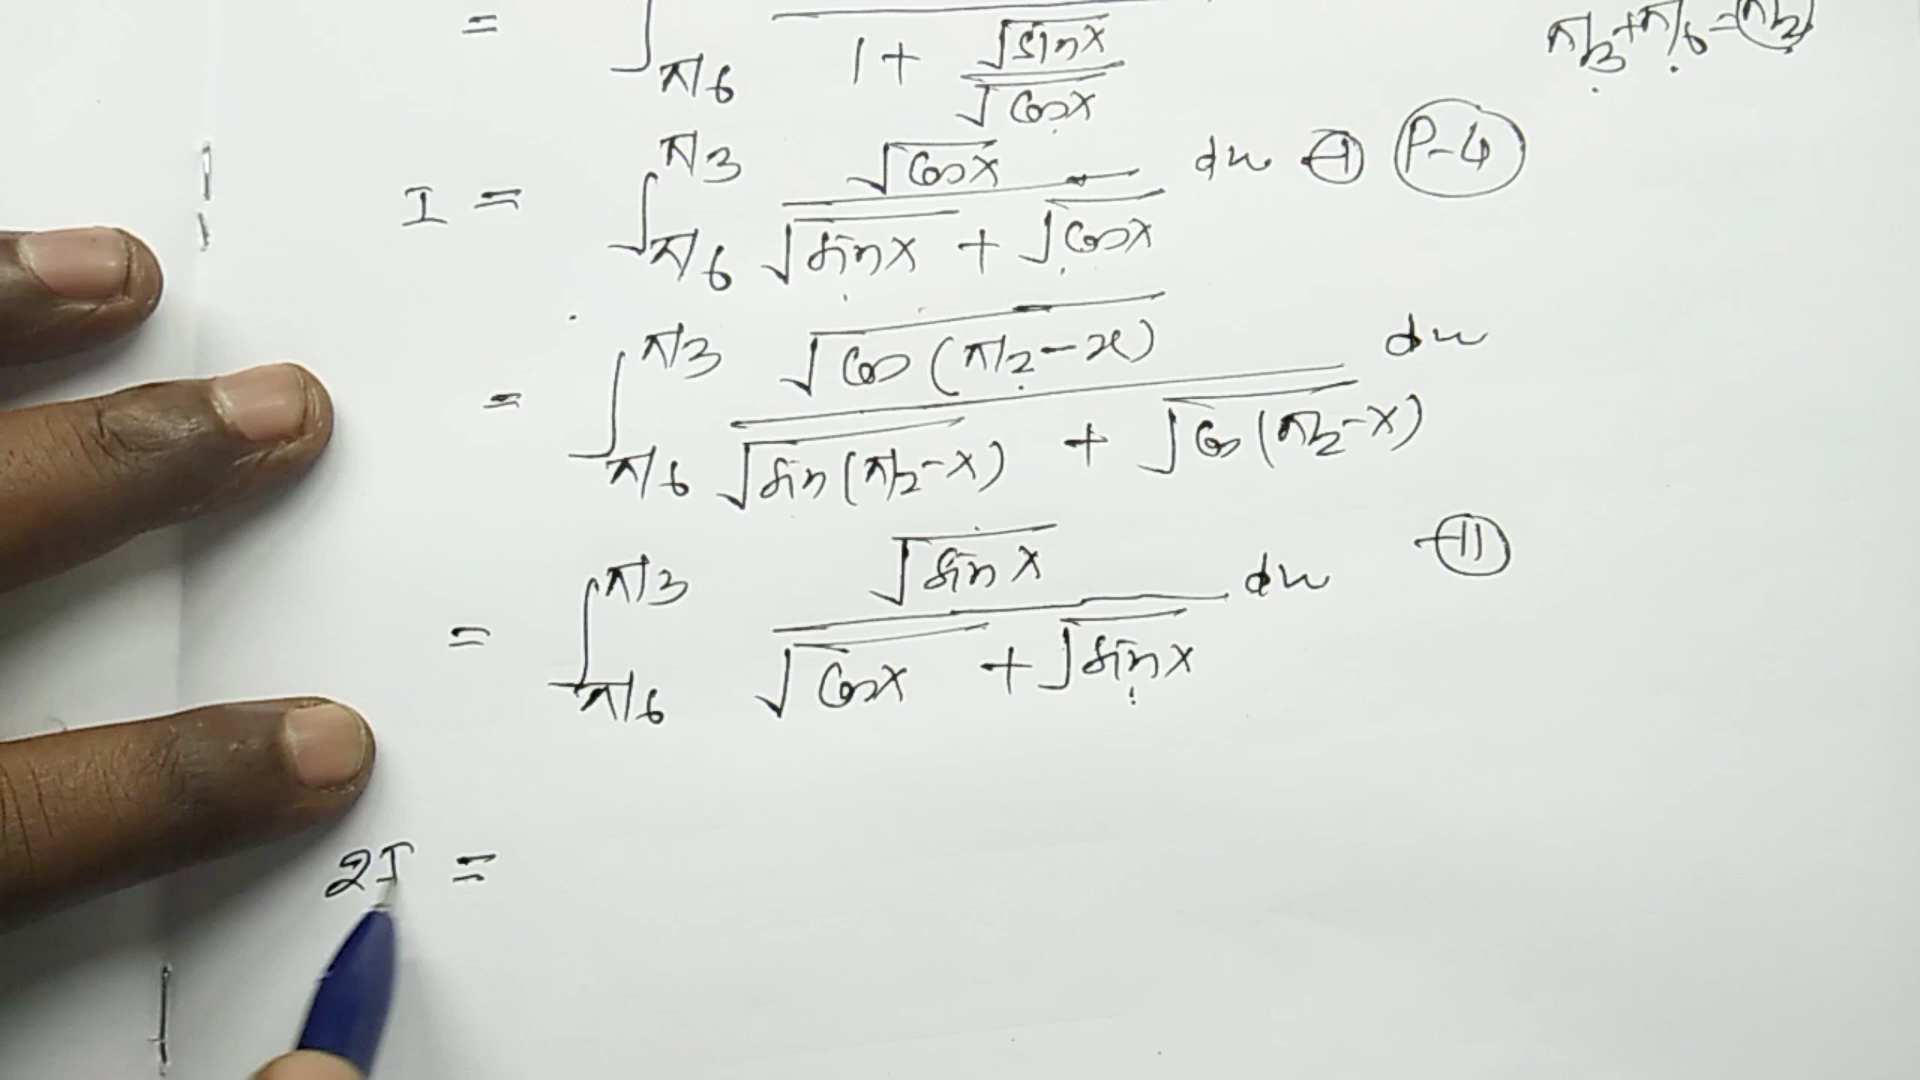 = ∫π/6 1 + √sinx/√cosx
π/3 + π/6 = π/2
I = ∫π/6 π/3 √cosx / √sinx + √cosx dx —I P-4
= ∫π/6 π/3 √cos(π/2-x) / √sin(π/2-x) + √cos(π/2-x) dx
= ∫π/6 π/3 √sinx / √cosx + √sinx dx —II
2I =